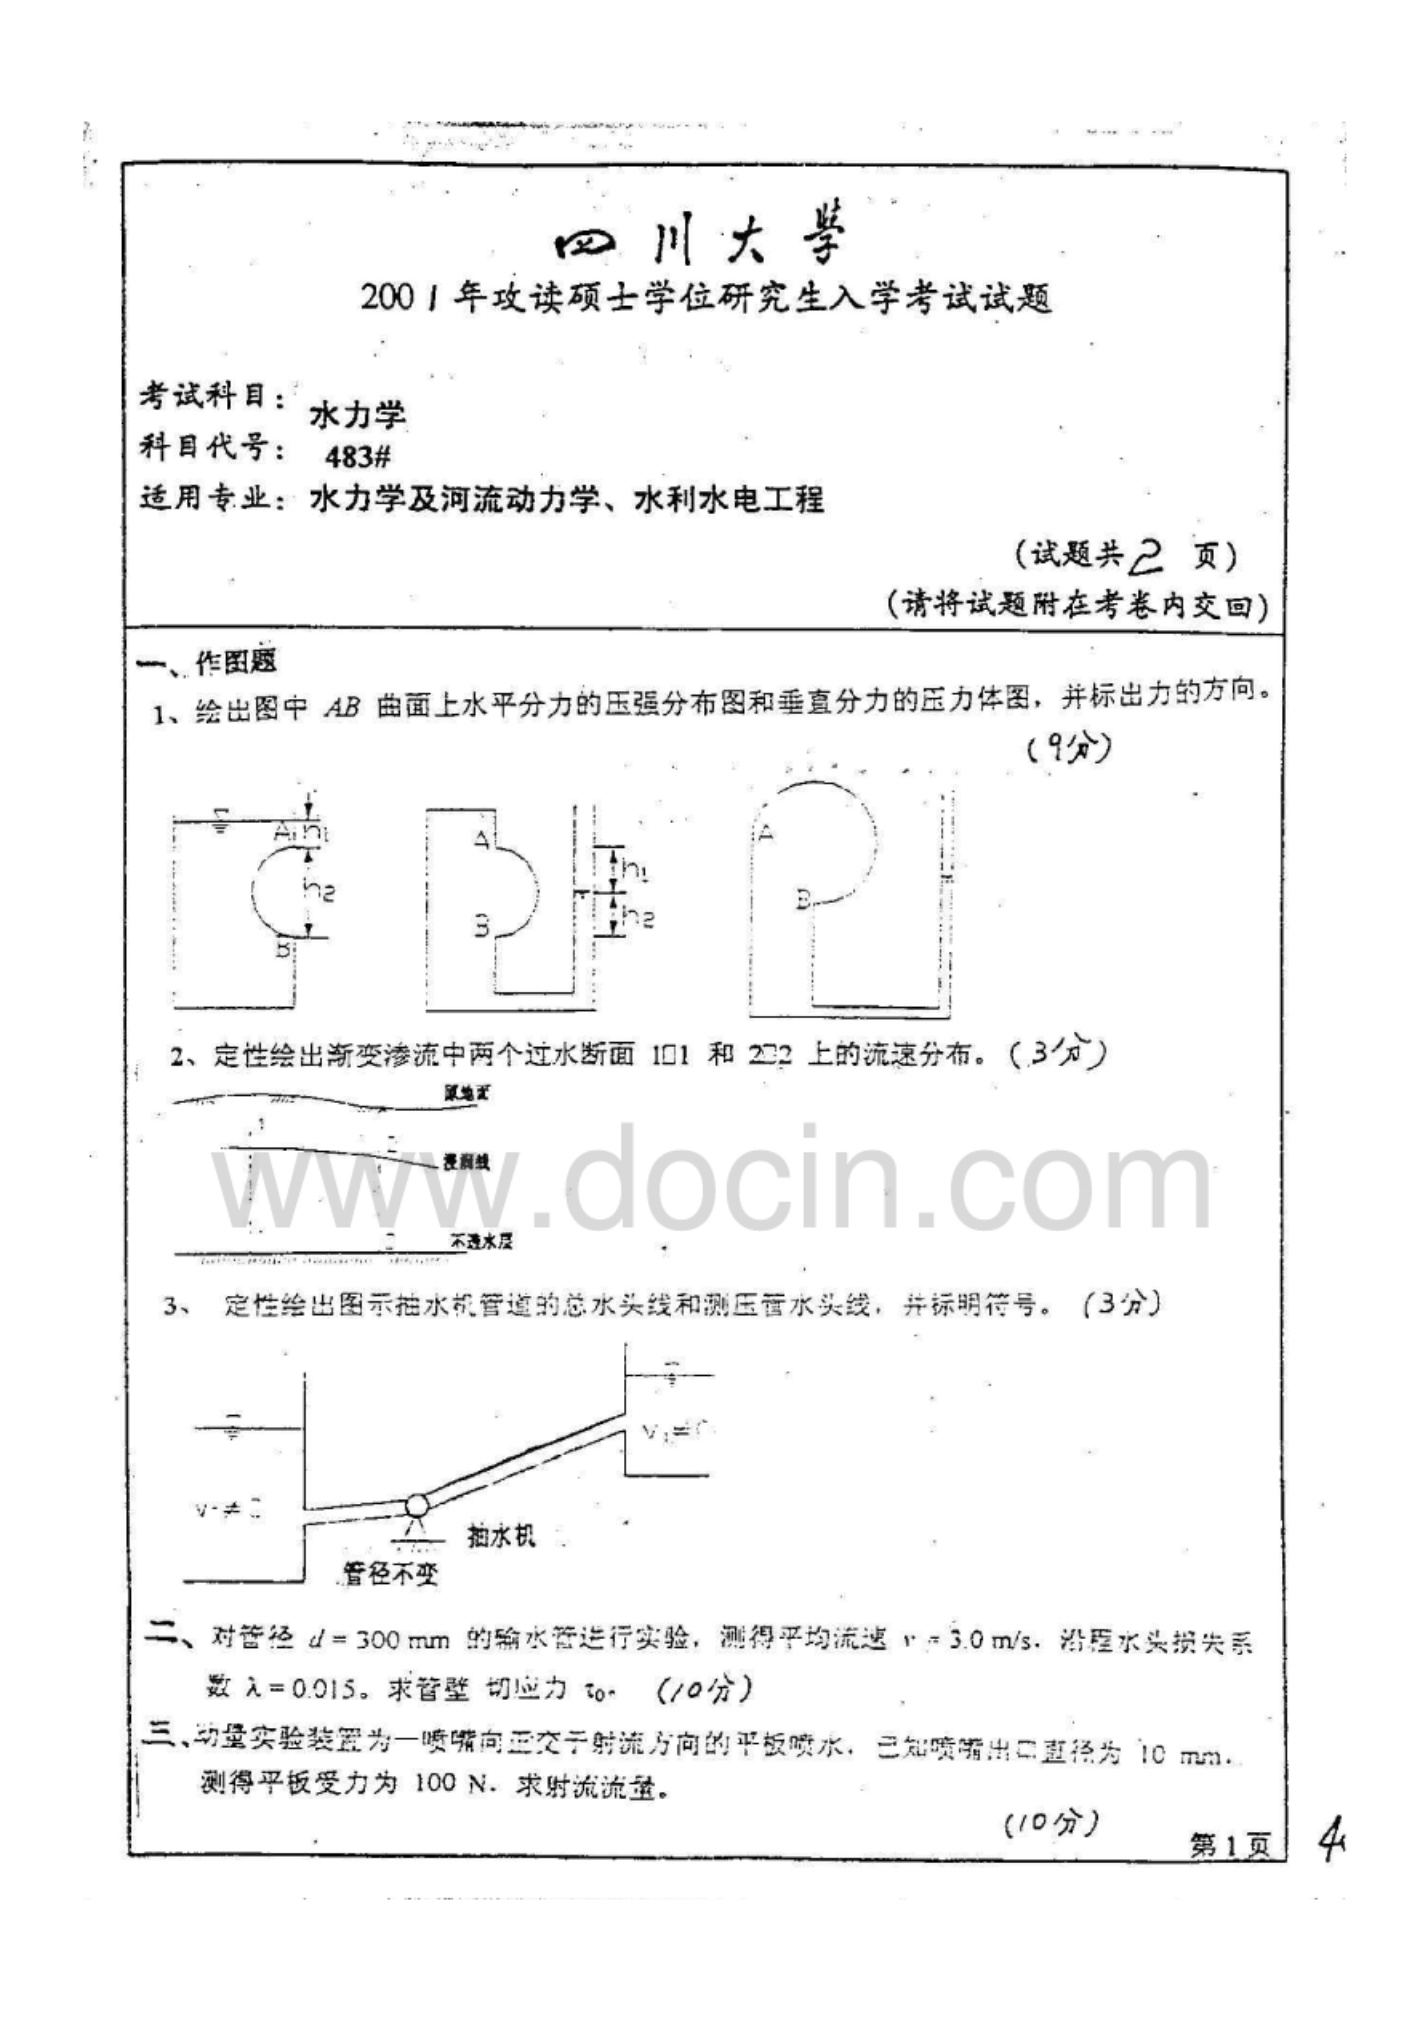 四川大學
2001年攻读硕士学位研究生入学考试试题
考试科目：水力学
科目代号：483#
适用专业：水力学及河流动力学、水利水电工程
(试题共2 页)
(请将试题附在考卷内交回)
一、作图题
1、绘出图中 AB 曲面上水平分力的压强分布图和垂直分力的压力体图，并标出力的方向。
(9分)
A h1
h2
B
A
B
h1
h2
A
B
2、定性绘出渐变渗流中两个过水断面 1□1 和 2□2 上的流速分布。(3分)
原地面
1
2
浸润线
不透水层
www.docin.com
3、 定性绘出图示抽水机管道的总水头线和测压管水头线，并标明符号。(3分)
抽水机
管径不变
二、对管径 d = 300 mm 的输水管进行实验，测得平均流速 v = 3.0 m/s．沿程水头损失系
数 λ = 0.015。求管壁 切应力 τ0。 (10分)
三、动量实验装置为一喷嘴向正交于射流方向的平板喷水，已知喷嘴出口直径为 10 mm．
测得平板受力为 100 N．求射流流量。
(10分)
第 1 页